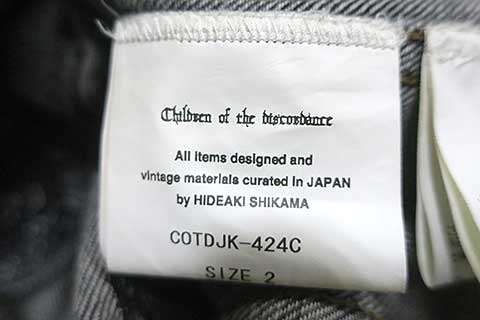 Children of the discordance
All items designed and
vintage materials curated in JAPAN
by HIDEAKI SHIKAMA
COTDJK-424C
SIZE 2